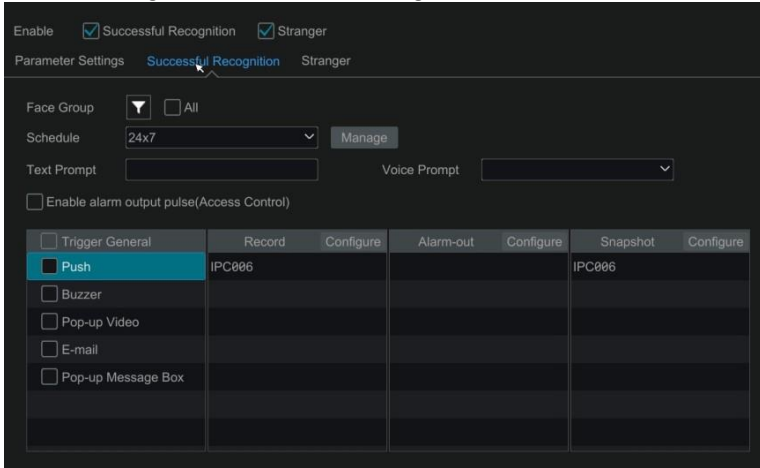 Enable Successful Recognition Stranger
Parameter Settings Successful Recognition Stranger
Face Group All
Schedule 24x7 Manage
Text Prompt Voice Prompt
Enable alarm output pulse(Access Control)
Trigger General Record Configure Alarm-out Configure Snapshot Configure
Push IPC006 IPC006
Buzzer
Pop-up Video
E-mail
Pop-up Message Box